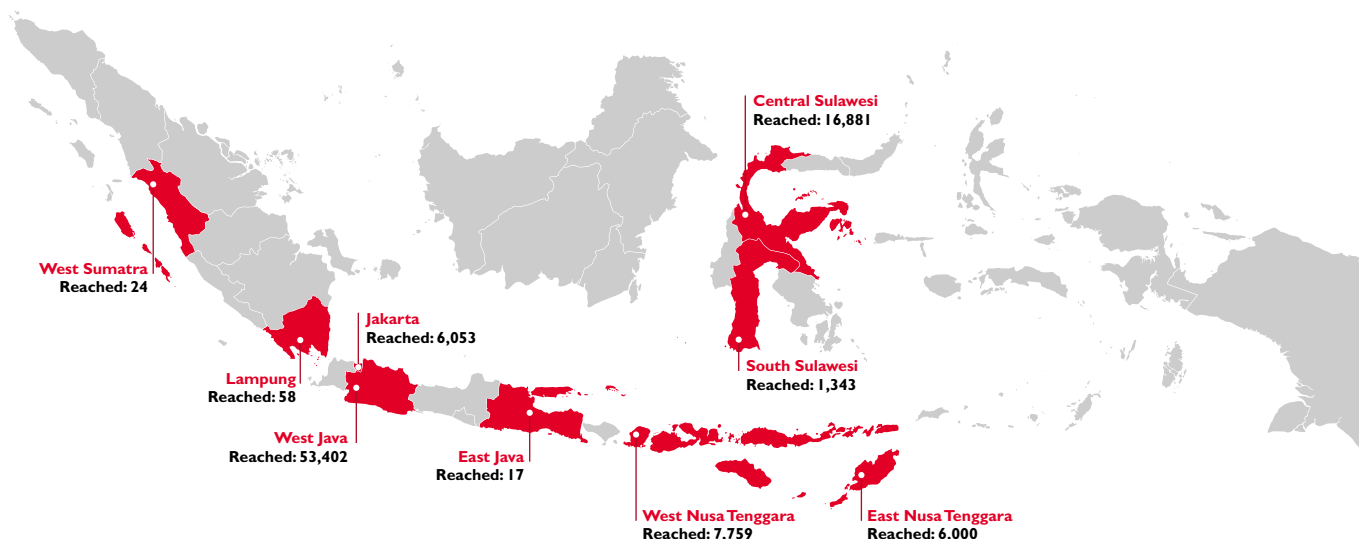 Central Sulawesi
Reached: 16,881
West Sumatra
Reached: 24
Jakarta
Reached: 6,053
South Sulawesi
Reached: 1,343
Lampung
Reached: 58
West Java
Reached: 53,402
East Java
Reached: 17
West Nusa Tenggara
Reached: 7,759
East Nusa Tenggara
Reached: 6,000